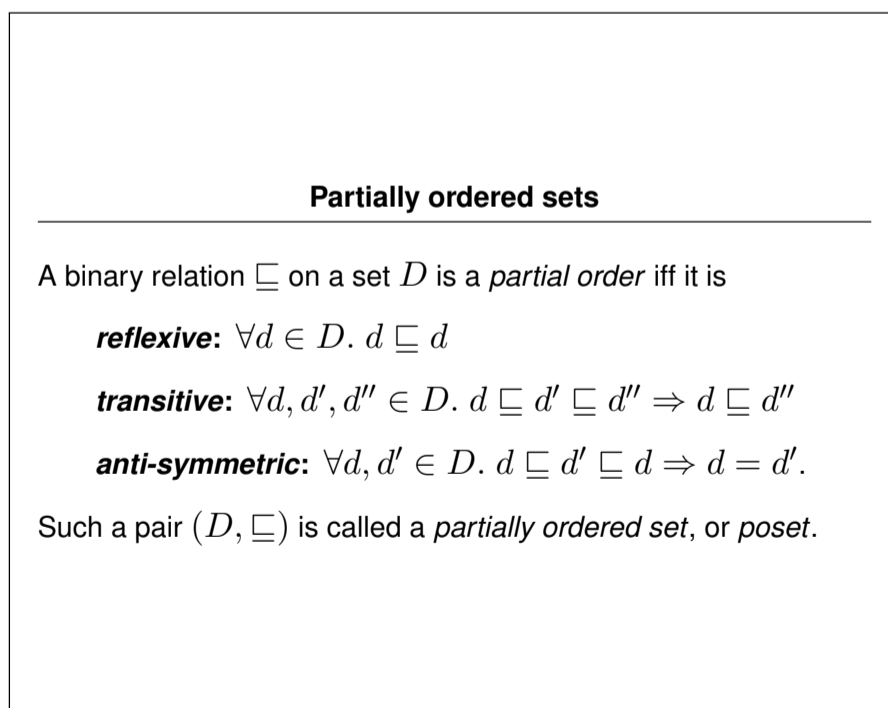 Partially ordered sets
A binary relation ⊑ on a set D is a partial order iff it is
reflexive: ∀d ∈ D. d ⊑ d
transitive: ∀d, d′, d″ ∈ D. d ⊑ d′ ⊑ d″ ⇒ d ⊑ d″
anti-symmetric: ∀d, d′ ∈ D. d ⊑ d′ ⊑ d ⇒ d = d′.
Such a pair (D, ⊑) is called a partially ordered set, or poset.